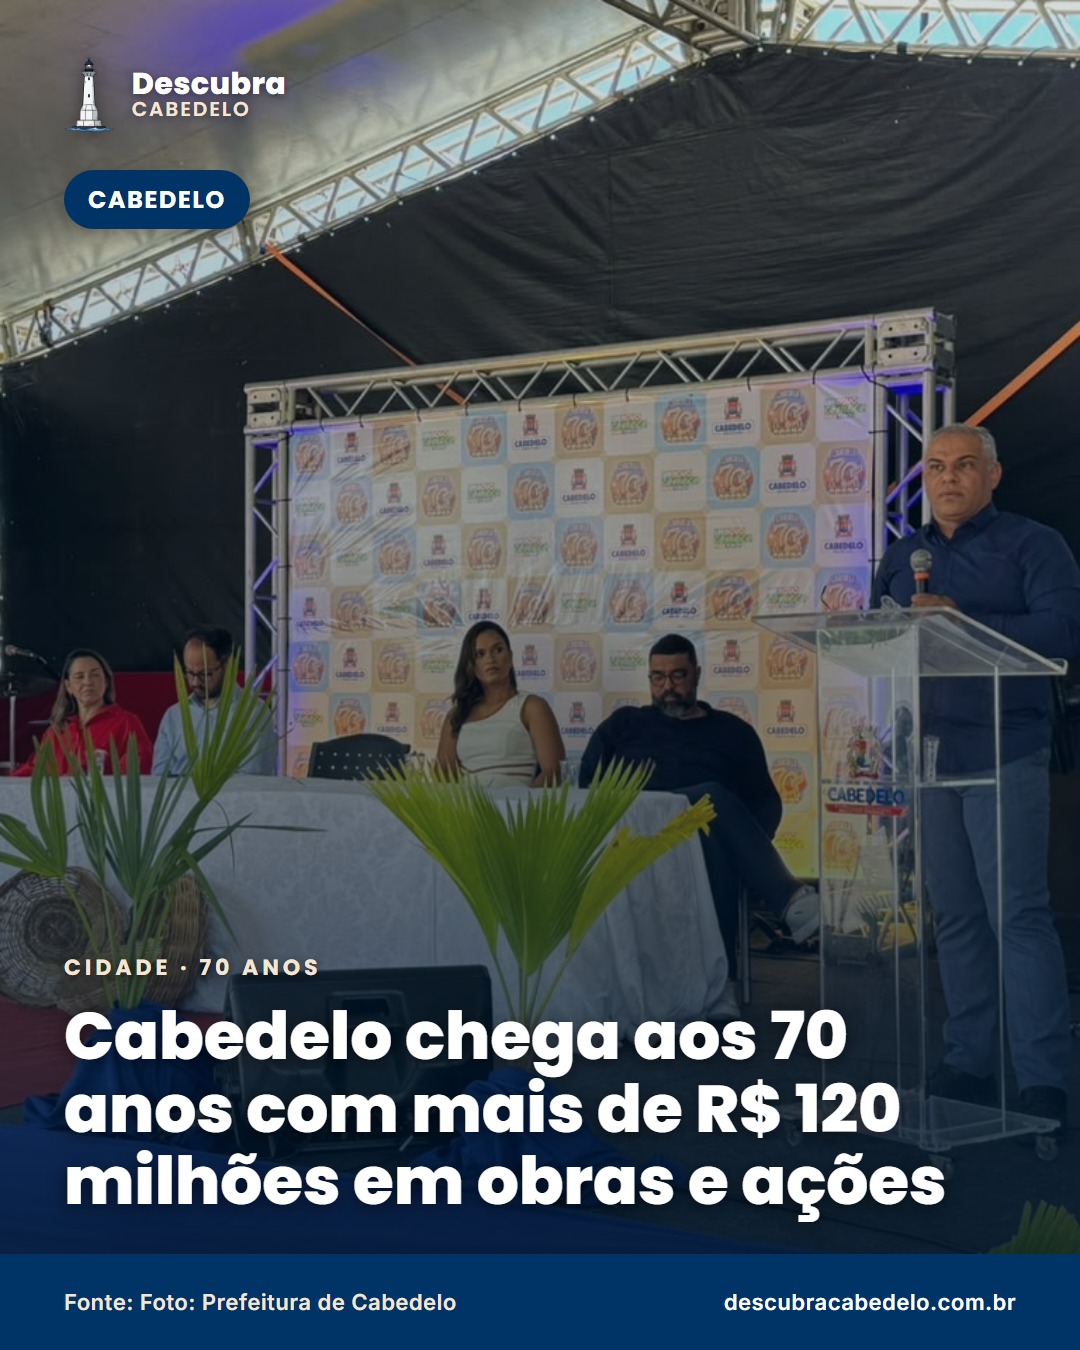 Descubra
CABEDELO
CABEDELO
CABEDELO
CIDADE · 70 ANOS
Cabedelo chega aos 70
anos com mais de R$ 120
milhões em obras e ações
Fonte: Foto: Prefeitura de Cabedelo
descubracabedelo.com.br